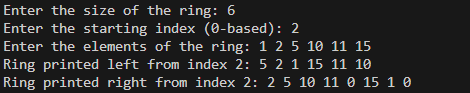 Enter the size of the ring: 6
Enter the starting index (0-based): 2
Enter the elements of the ring: 1 2 5 10 11 15
Ring printed left from index 2: 5 2 1 15 11 10
Ring printed right from index 2: 2 5 10 11 0 15 1 0